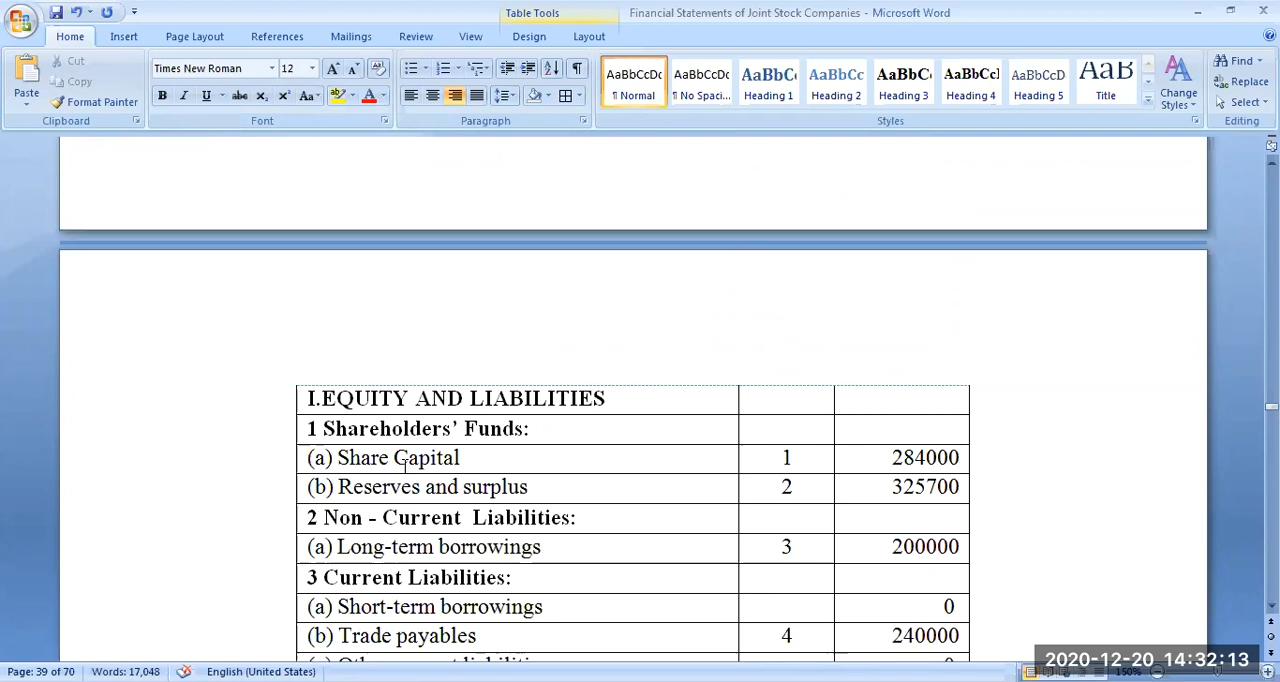 Table Tools
Financial Statements of Joint Stock Companies - Microsoft Word
Home Insert Page Layout References Mailings Review View Design Layout
Paste
Cut
Copy
Format Painter
Clipboard
Times New Roman 12
Font
Paragraph
AaBbCcDc AaBbCcDc AaBbC AaBbCc AaBbCc AaBbCcI AaBbCcD AaB
¶ Normal ¶ No Spaci... Heading 1 Heading 2 Heading 3 Heading 4 Heading 5 Title
Change Styles
Styles
Find
Replace
Select
Editing
I.EQUITY AND LIABILITIES
1 Shareholders’ Funds:
(a) Share Capital 1 284000
(b) Reserves and surplus 2 325700
2 Non - Current Liabilities:
(a) Long-term borrowings 3 200000
3 Current Liabilities:
(a) Short-term borrowings 0
(b) Trade payables 4 240000
Page: 39 of 70 Words: 17,048 English (United States) 150%
2020-12-20 14:32:13